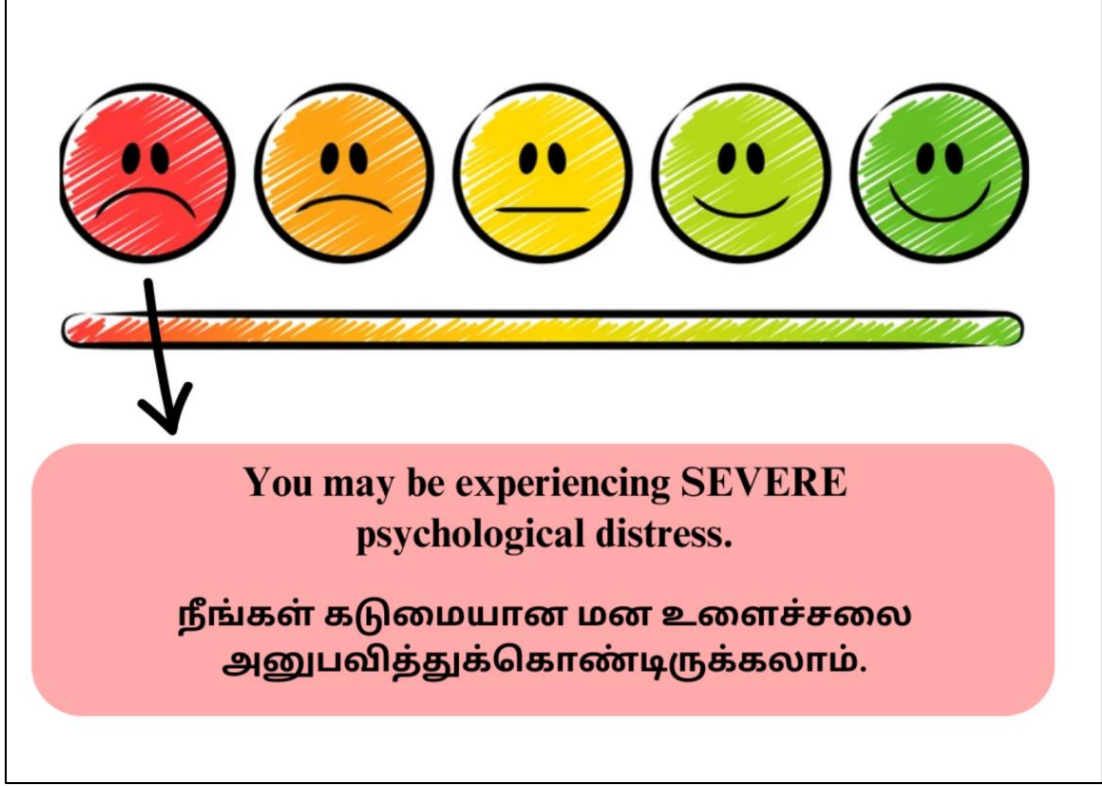 You may be experiencing SEVERE
psychological distress.
நீங்கள் கடுமையான மன உளைச்சலை
அனுபவித்துக்கொண்டிருக்கலாம்.